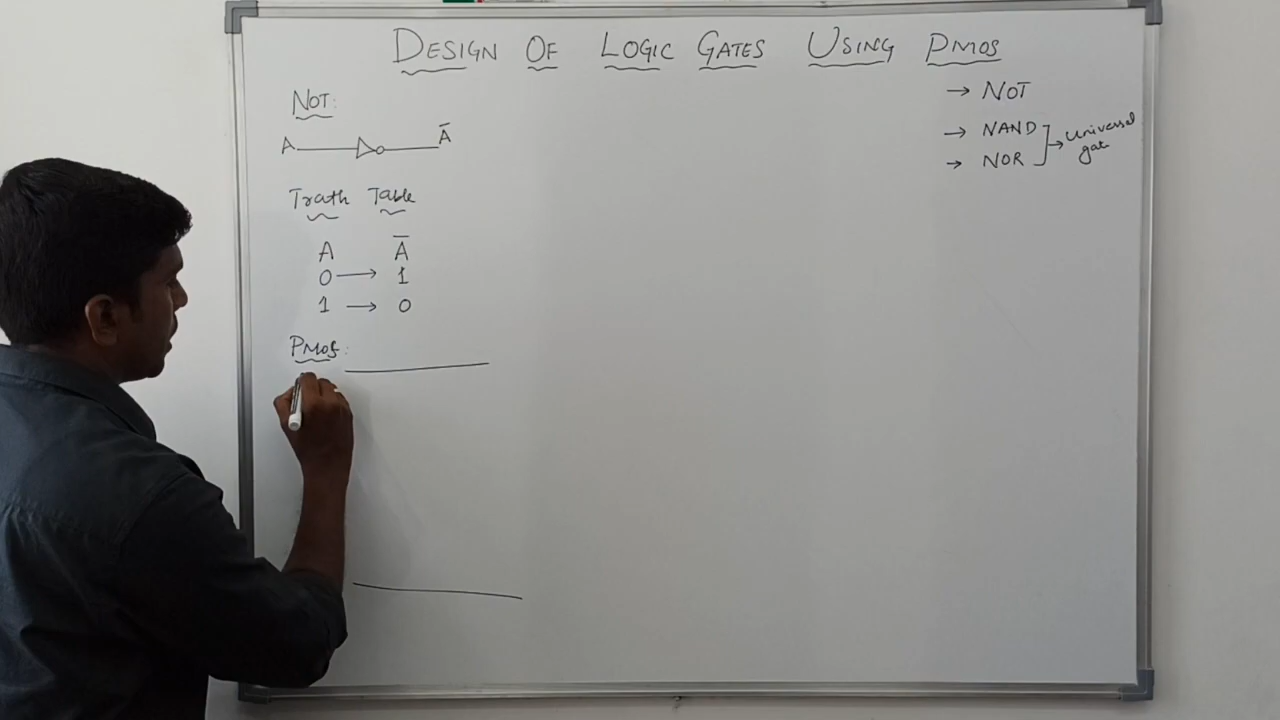 DESIGN OF LOGIC GATES USING PMOS
NOT:
A Ā
Truth Table
A Ā
0 → 1
1 → 0
PMOS:
→ NOT
→ NAND
→ NOR
→ universal
gate